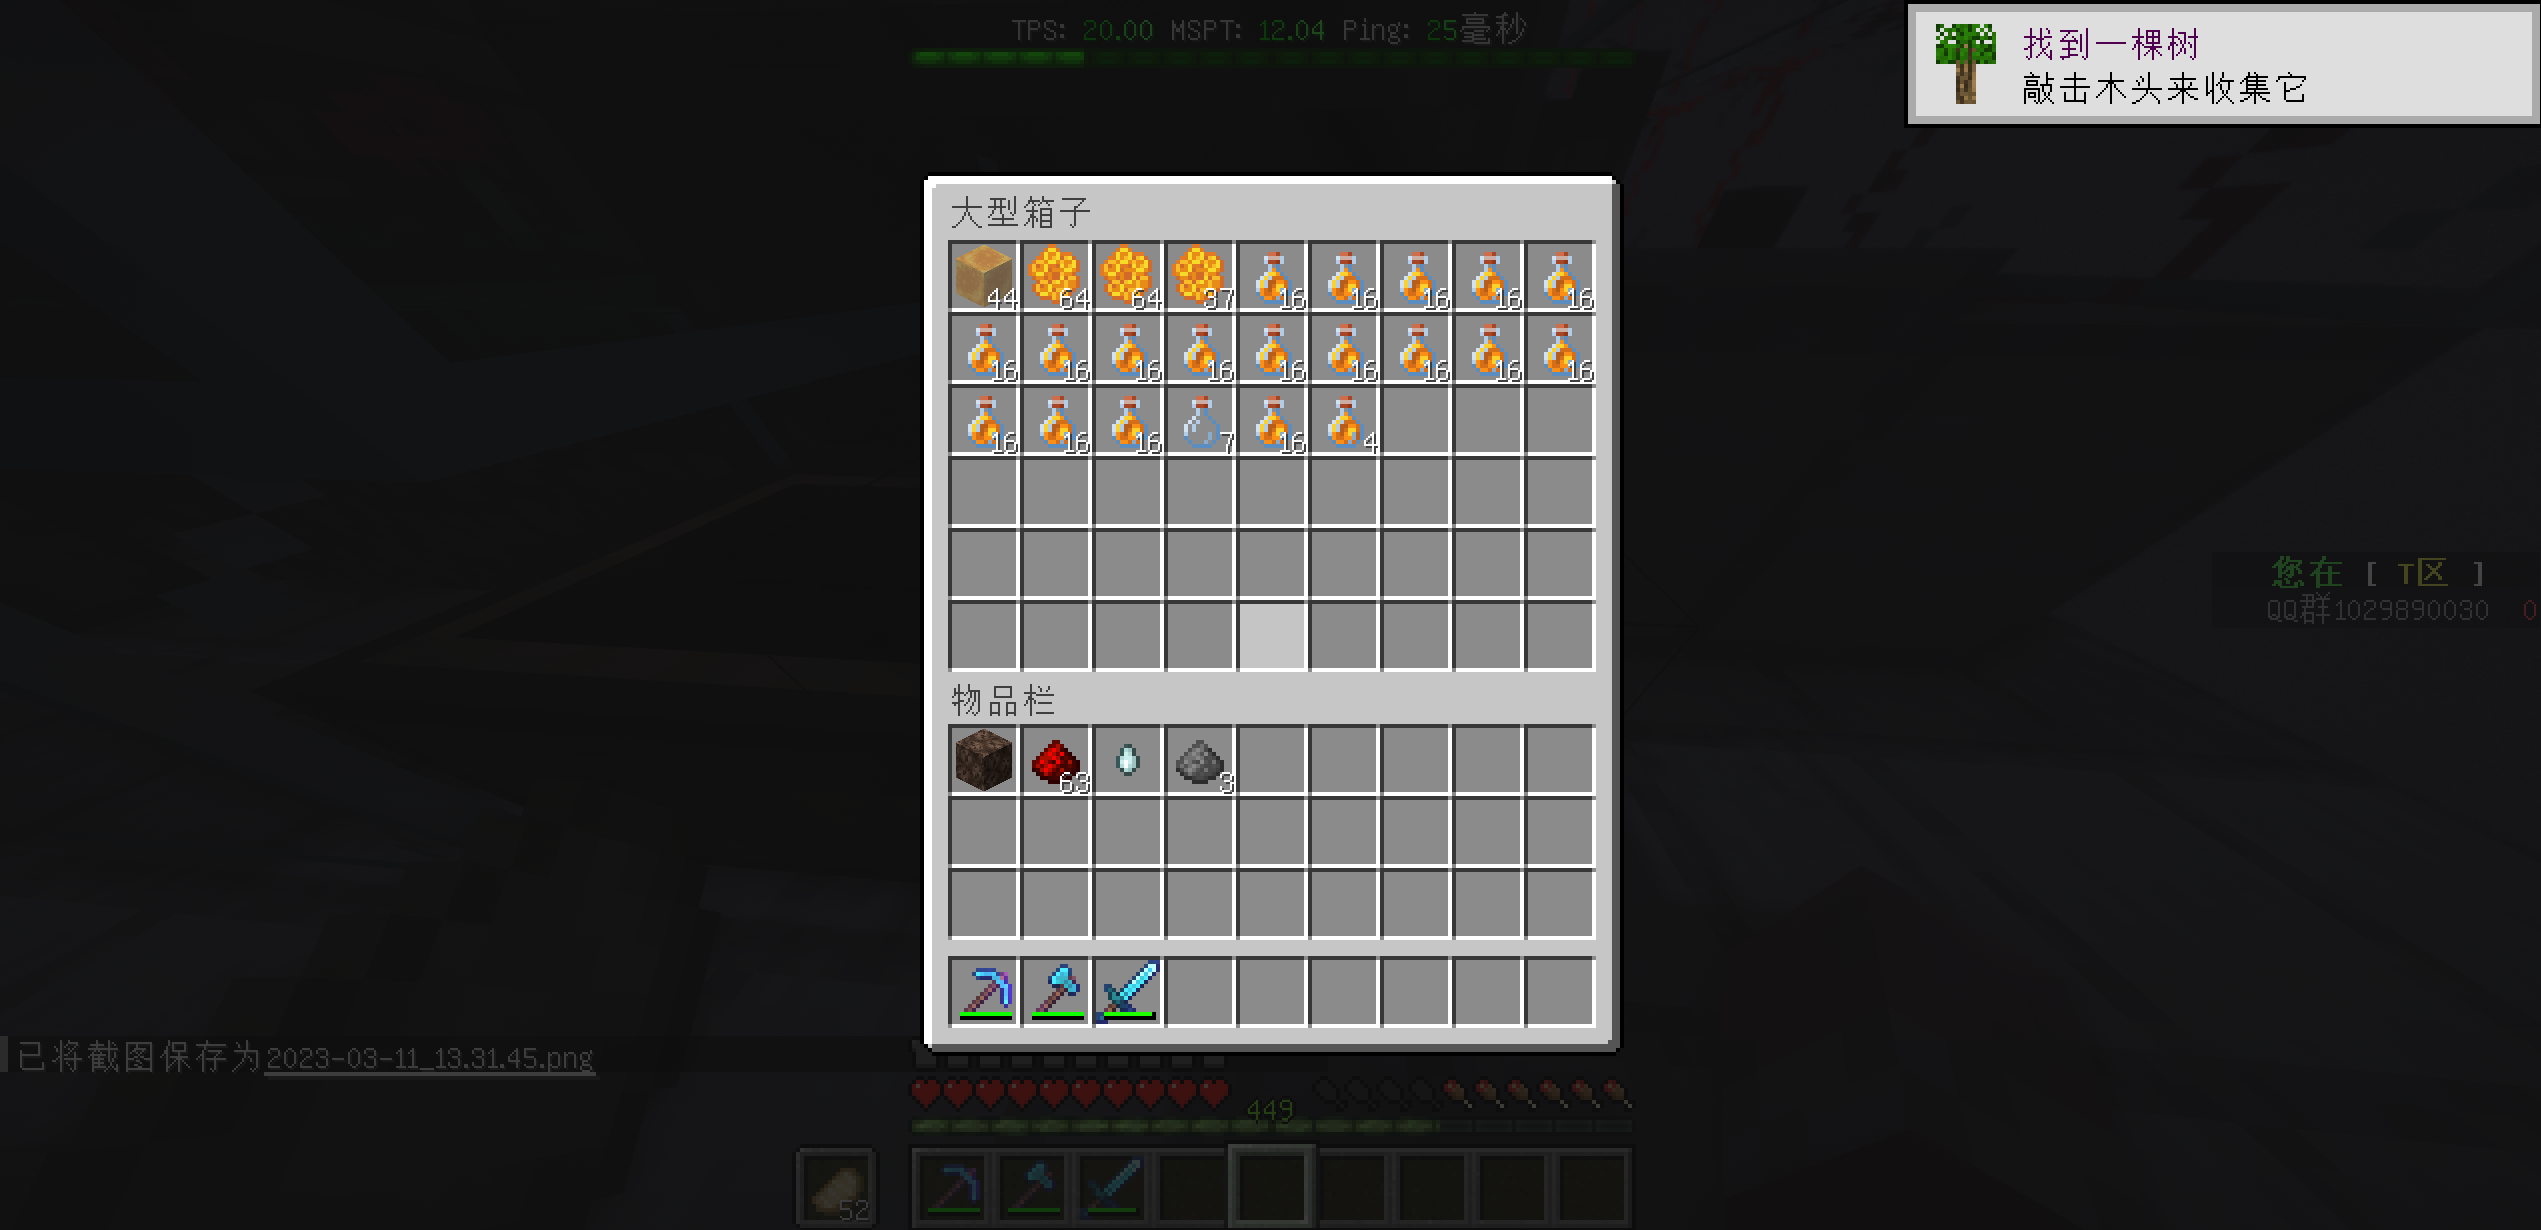 TPS: 20.00 MSPT: 12.04 Ping: 25毫秒
找到一棵树
敲击木头来收集它
大型箱子
44 64 64 37 16 16 16 16 16
16 16 16 16 16 16 16 16 16
16 16 16 7 16 4
您在 [ T区 ]
QQ群1029890030 0
物品栏
63 3
已将截图保存为2023-03-11_13.31.45.png
449
52